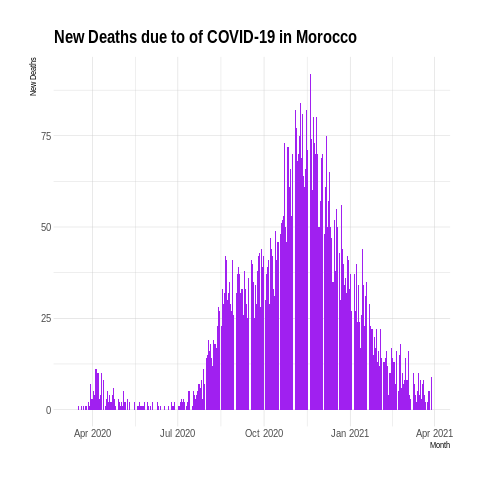 New Deaths due to of COVID-19 in Morocco
New Deaths
75
50
25
0
Apr 2020 Jul 2020 Oct 2020 Jan 2021 Apr 2021
Month